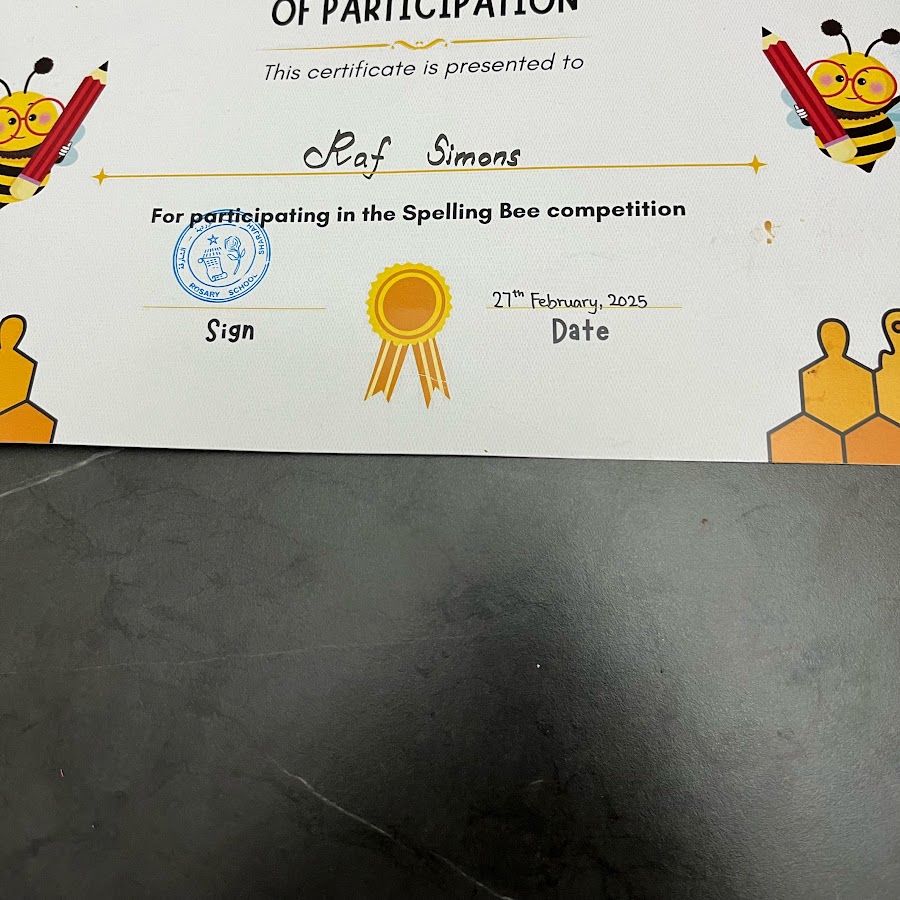 OF PARTICIPATION
This certificate is presented to
Raf Simons
For participating in the Spelling Bee competition
ROSARY SCHOOL SHARJAH
27th February, 2025
Sign
Date